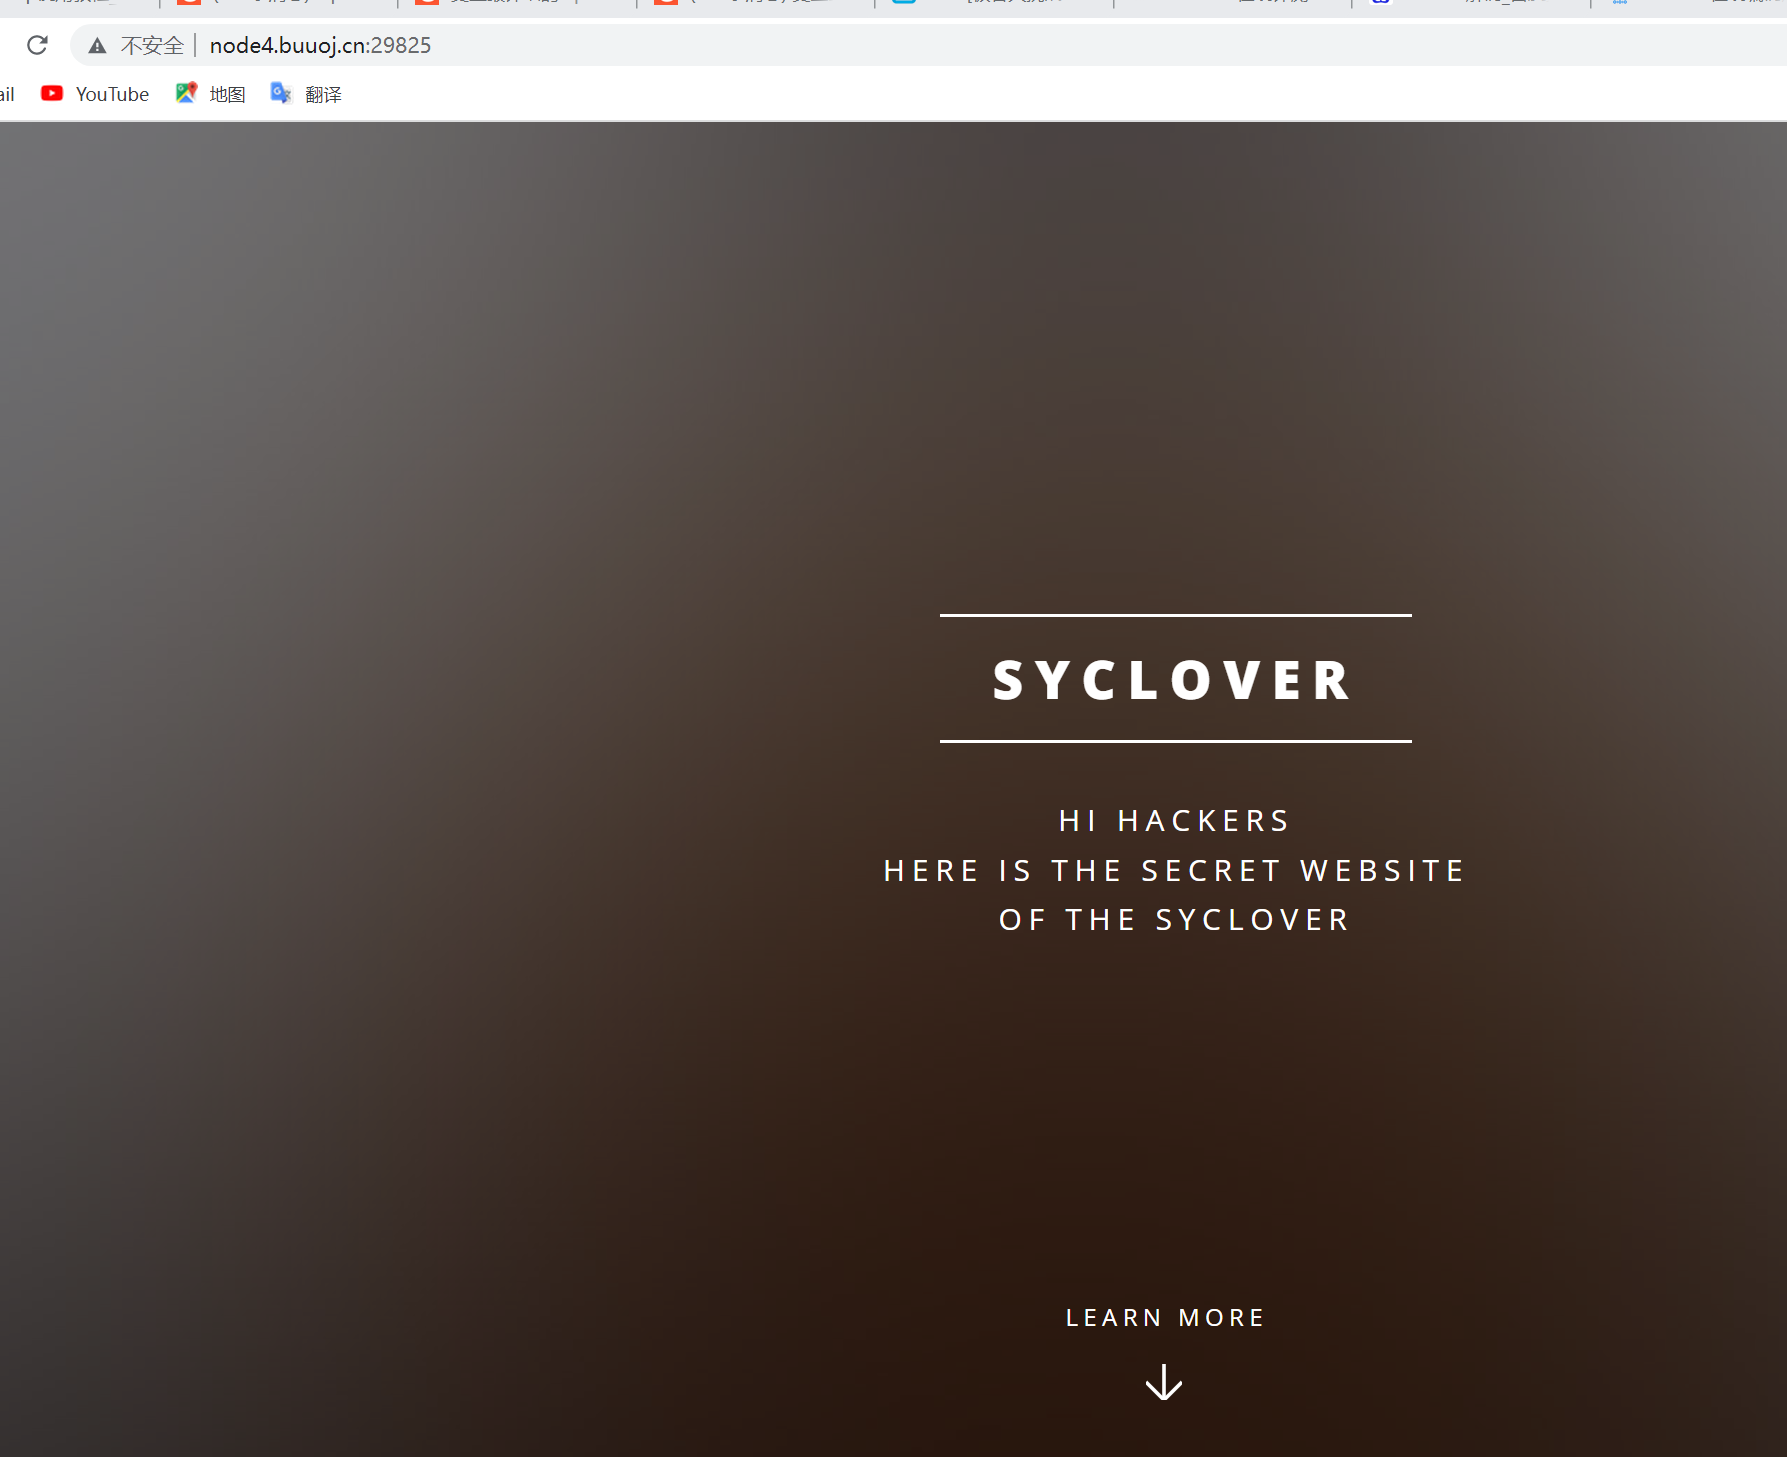 不安全 | node4.buuoj.cn:29825
ail YouTube 地图 翻译
SYCLOVER
HI HACKERS
HERE IS THE SECRET WEBSITE
OF THE SYCLOVER
LEARN MORE